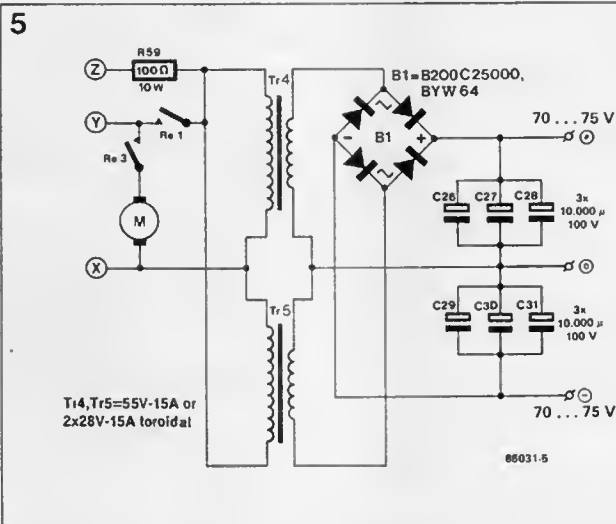 5
R59
Z
100Ω
10W
Y
Re 1
Re 3
M
X
Tr4
B1=B200C25000,
BYW 64
B1
~
~
-
+
70 ... 75 V
+
C26
C27
C28
3x
10.000 µ
100 V
0
Tr5
C29
C30
C31
3x
10.000 µ
100 V
-
70 ... 75 V
Tr4,Tr5=55V-15A or
2x28V-15A toroidal
86031-5